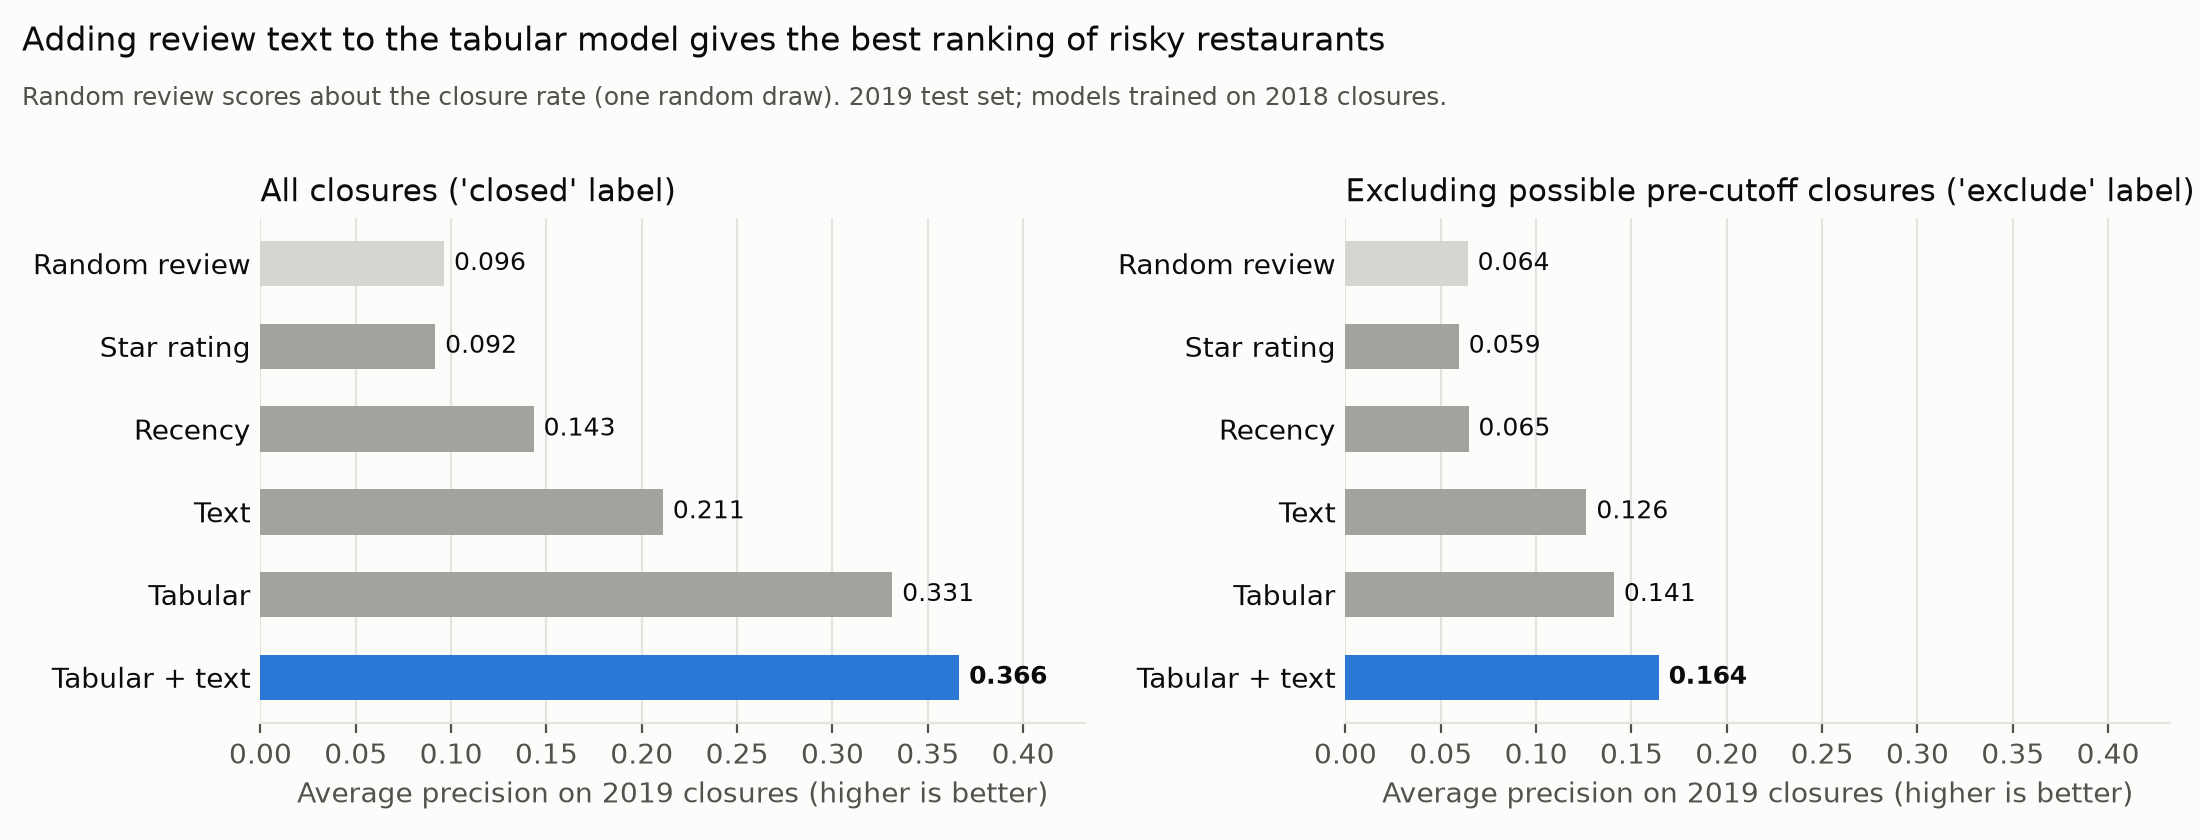 Adding review text to the tabular model gives the best ranking of risky restaurants
Random review scores about the closure rate (one random draw). 2019 test set; models trained on 2018 closures.
All closures ('closed' label)
Random review 0.096
Star rating 0.092
Recency 0.143
Text 0.211
Tabular 0.331
Tabular + text 0.366
0.00 0.05 0.10 0.15 0.20 0.25 0.30 0.35 0.40
Average precision on 2019 closures (higher is better)
Excluding possible pre-cutoff closures ('exclude' label)
Random review 0.064
Star rating 0.059
Recency 0.065
Text 0.126
Tabular 0.141
Tabular + text 0.164
0.00 0.05 0.10 0.15 0.20 0.25 0.30 0.35 0.40
Average precision on 2019 closures (higher is better)